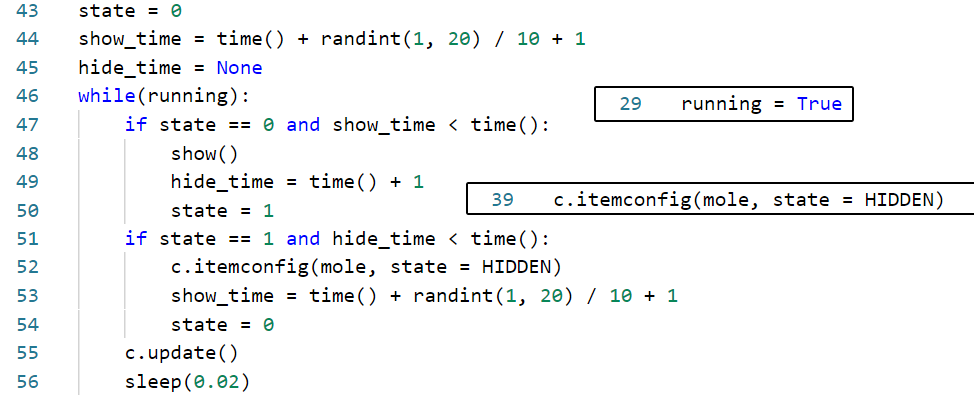 43 state = 0
44 show_time = time() + randint(1, 20) / 10 + 1
45 hide_time = None
46 while(running):
29 running = True
47 if state == 0 and show_time < time():
48 show()
49 hide_time = time() + 1
39 c.itemconfig(mole, state = HIDDEN)
50 state = 1
51 if state == 1 and hide_time < time():
52 c.itemconfig(mole, state = HIDDEN)
53 show_time = time() + randint(1, 20) / 10 + 1
54 state = 0
55 c.update()
56 sleep(0.02)